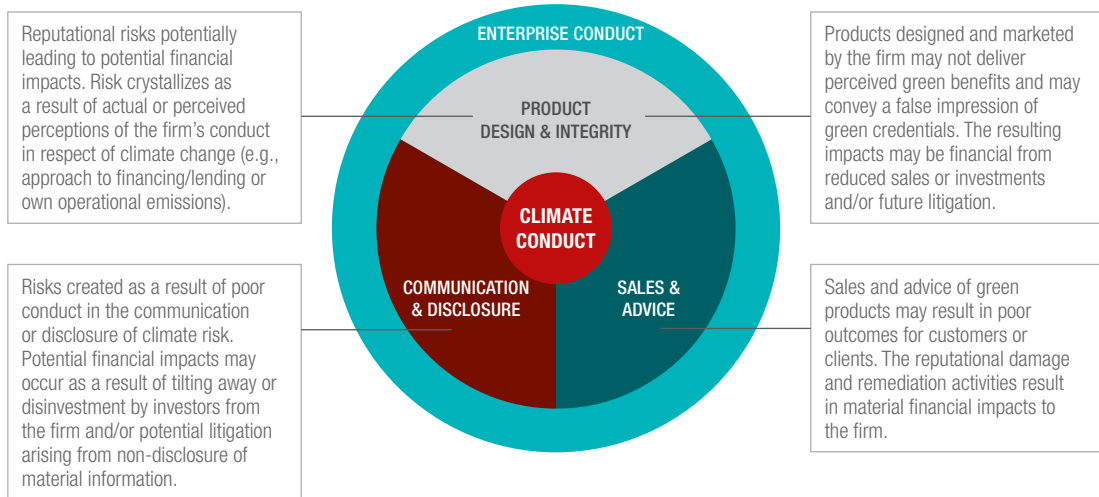 Reputational risks potentially
leading to potential financial
impacts. Risk crystallizes as
a result of actual or perceived
perceptions of the firm's conduct
in respect of climate change (e.g.,
approach to financing/lending or
own operational emissions).
ENTERPRISE CONDUCT
PRODUCT
DESIGN & INTEGRITY
Products designed and marketed
by the firm may not deliver
perceived green benefits and may
convey a false impression of
green credentials. The resulting
impacts may be financial from
reduced sales or investments
and/or future litigation.
CLIMATE
CONDUCT
Risks created as a result of poor
conduct in the communication
or disclosure of climate risk.
Potential financial impacts may
occur as a result of tilting away or
disinvestment by investors from
the firm and/or potential litigation
arising from non-disclosure of
material information.
COMMUNICATION
& DISCLOSURE
SALES &
ADVICE
Sales and advice of green
products may result in poor
outcomes for customers or
clients. The reputational damage
and remediation activities result
in material financial impacts to
the firm.